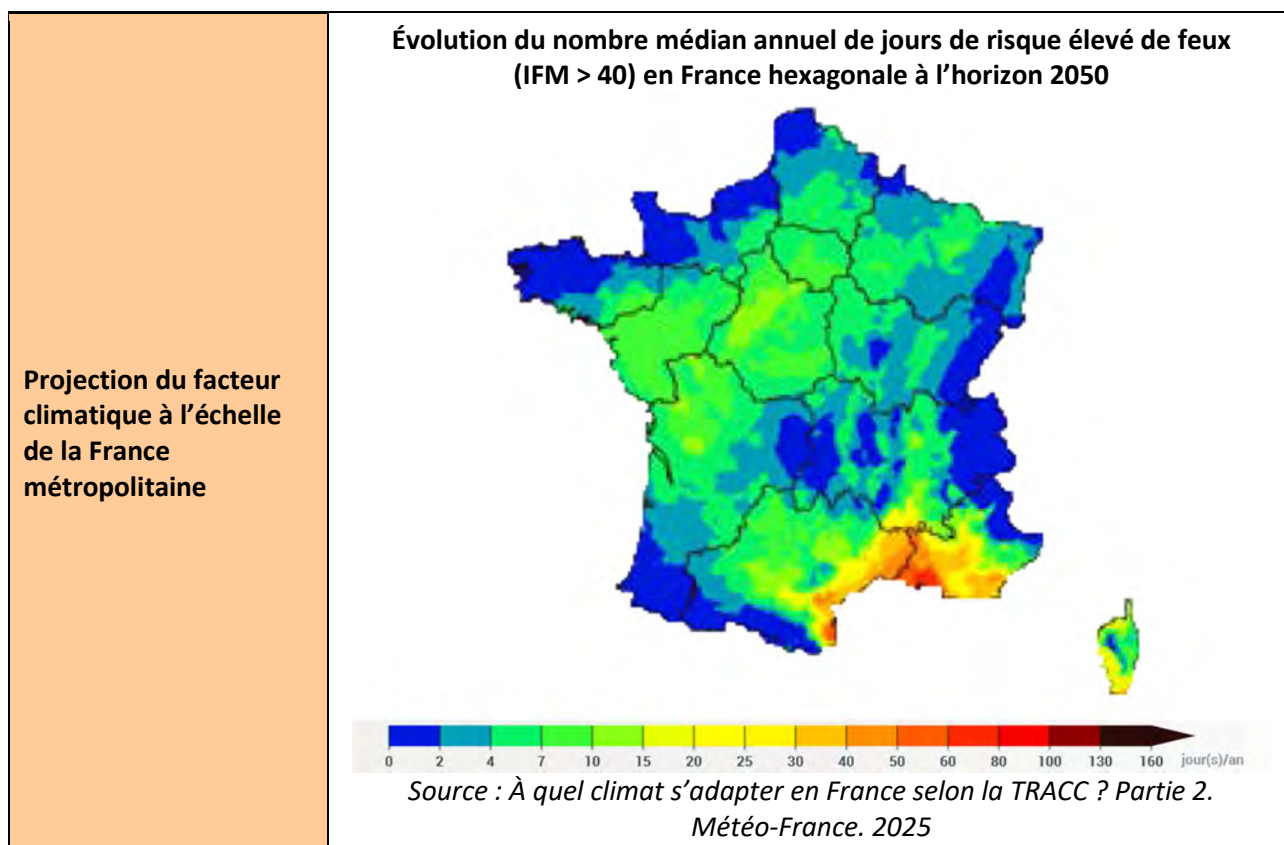 Projection du facteur
climatique à l’échelle
de la France
métropolitaine
Évolution du nombre médian annuel de jours de risque élevé de feux
(IFM > 40) en France hexagonale à l’horizon 2050
0 2 4 7 10 15 20 25 30 40 50 60 80 100 130 160 jour(s)/an
Source : À quel climat s’adapter en France selon la TRACC ? Partie 2.
Météo-France. 2025